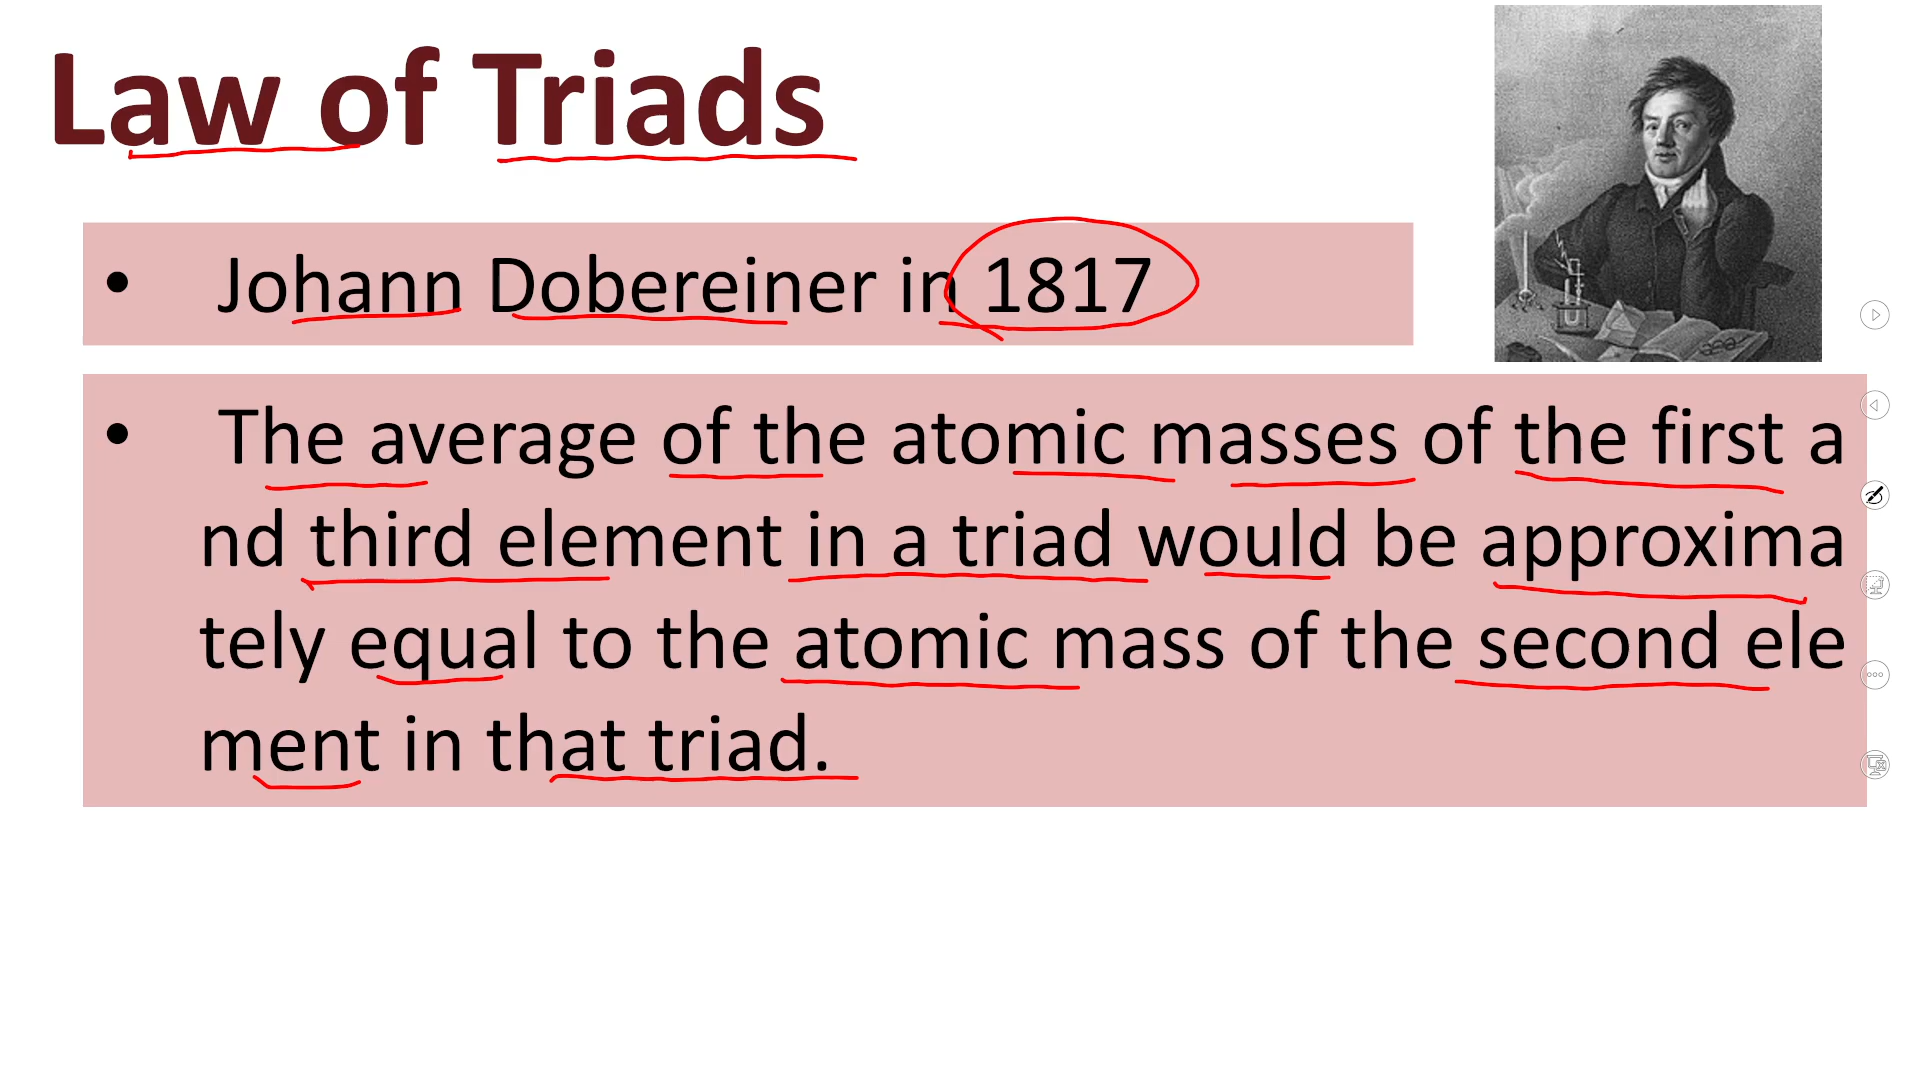 Law of Triads
• Johann Dobereiner in 1817
• The average of the atomic masses of the first a
nd third element in a triad would be approxima
tely equal to the atomic mass of the second ele
ment in that triad.